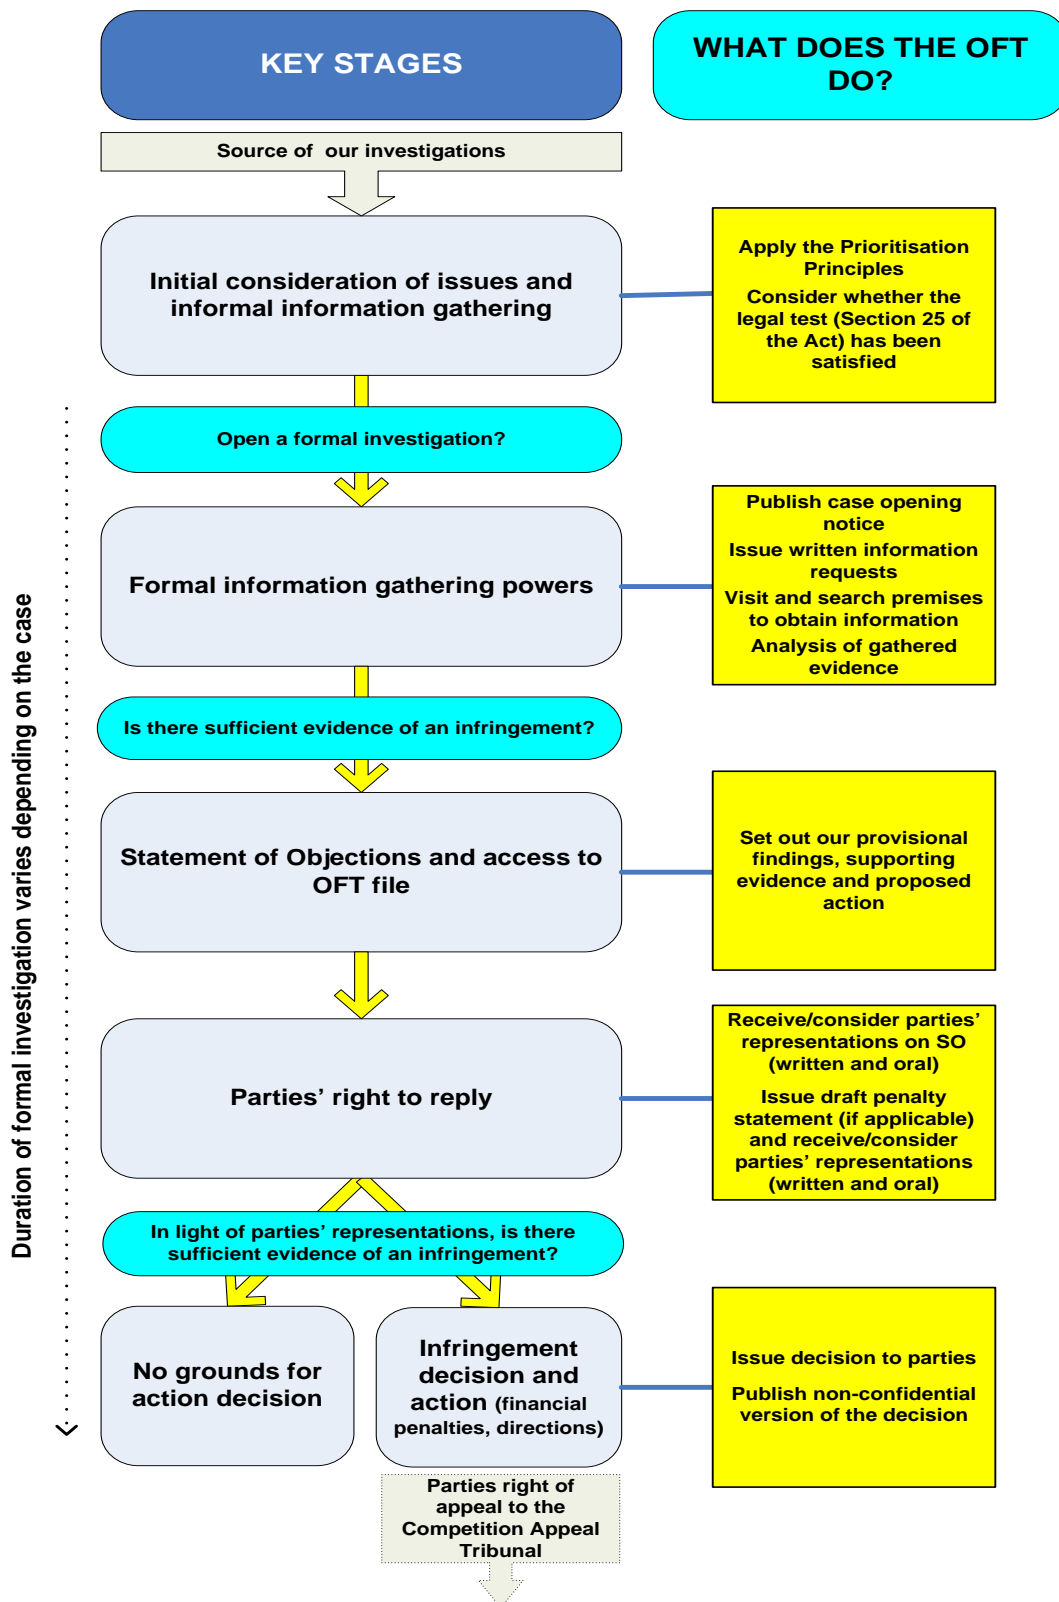 KEY STAGES
WHAT DOES THE OFT
DO?
Source of our investigations
Initial consideration of issues and
informal information gathering
Apply the Prioritisation
Principles
Consider whether the
legal test (Section 25 of
the Act) has been
satisfied
Open a formal investigation?
Formal information gathering powers
Publish case opening
notice
Issue written information
requests
Visit and search premises
to obtain information
Analysis of gathered
evidence
Is there sufficient evidence of an infringement?
Statement of Objections and access to
OFT file
Set out our provisional
findings, supporting
evidence and proposed
action
Parties’ right to reply
Receive/consider parties’
representations on SO
(written and oral)
Issue draft penalty
statement (if applicable)
and receive/consider
parties’ representations
(written and oral)
In light of parties’ representations, is there
sufficient evidence of an infringement?
No grounds for
action decision
Infringement
decision and
action (financial
penalties, directions)
Issue decision to parties
Publish non-confidential
version of the decision
Parties right of
appeal to the
Competition Appeal
Tribunal
Duration of formal investigation varies depending on the case